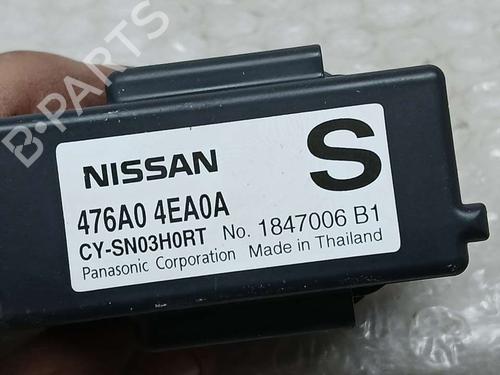 B-PARTS
NISSAN
S
476A0 4EA0A
CY-SN03H0RT No. 1847006 B1
Panasonic Corporation Made in Thailand